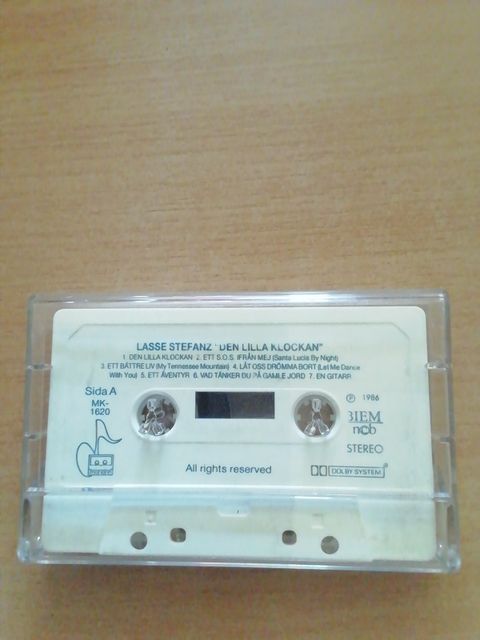 LASSE STEFANZ "DEN LILLA KLOCKAN"
1. DEN LILLA KLOCKAN 2. ETT S.O.S. IFRÅN MEJ (Santa Lucia By Night)
3. ETT BÄTTRE LIV (My Tennessee Mountain) 4. LÅT OSS DRÖMMA BORT (Let Me Dance
With You) 5. ETT ÄVENTYR 6. VAD TÄNKER DU PÅ GAMLE JORD 7. EN GITARR
Sida A
MK-
1620
℗ 1986
BIEM
ncb
STEREO
All rights reserved
DOLBY SYSTEM